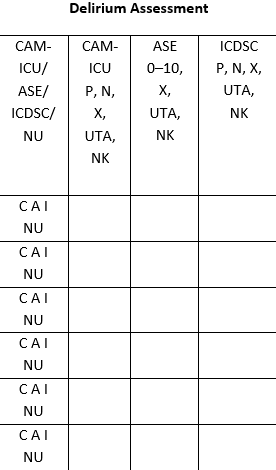 Delirium Assessment
CAM-
ICU/
ASE/
ICDSC/
NU
CAM-
ICU
P, N,
X,
UTA,
NK
ASE
0–10,
X,
UTA,
NK
ICDSC
P, N, X,
UTA,
NK
C A I
NU
C A I
NU
C A I
NU
C A I
NU
C A I
NU
C A I
NU